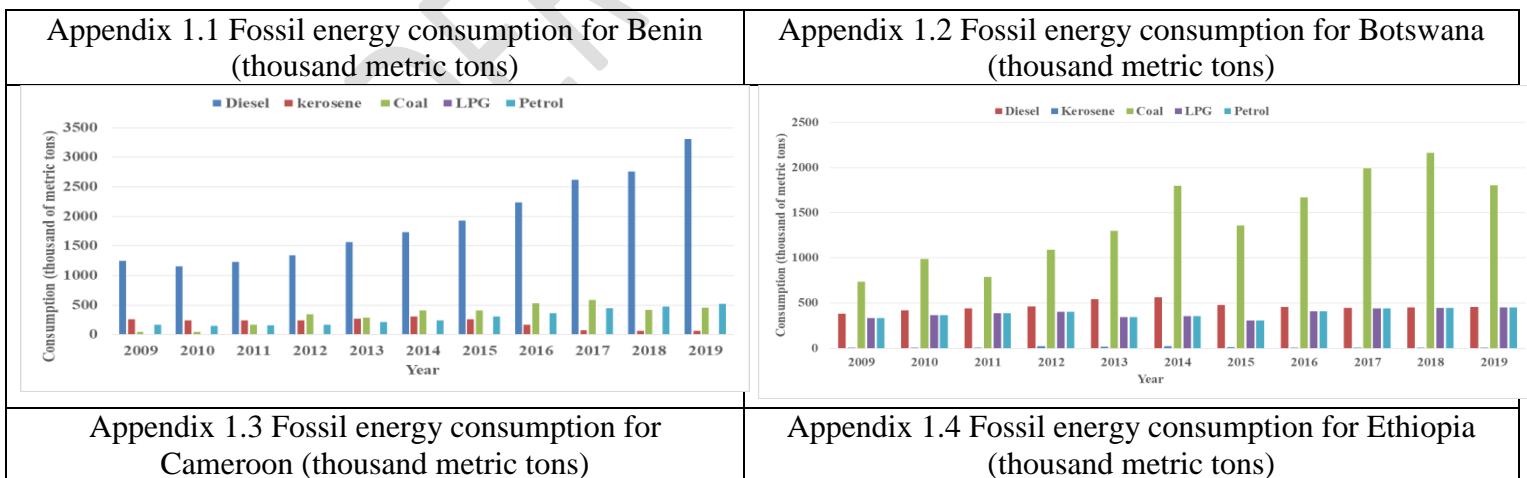 Appendix 1.1 Fossil energy consumption for Benin
(thousand metric tons)
Appendix 1.2 Fossil energy consumption for Botswana
(thousand metric tons)
Diesel kerosene Coal LPG Petrol
Consumption (thousand of metric tons)
3500
3000
2500
2000
1500
1000
500
0
2009 2010 2011 2012 2013 2014 2015 2016 2017 2018 2019
Year
Diesel Kerosene Coal LPG Petrol
Consumption (thousand of metric tons)
2500
2000
1500
1000
500
0
2009 2010 2011 2012 2013 2014 2015 2016 2017 2018 2019
Year
Appendix 1.3 Fossil energy consumption for
Cameroon (thousand metric tons)
Appendix 1.4 Fossil energy consumption for Ethiopia
(thousand metric tons)